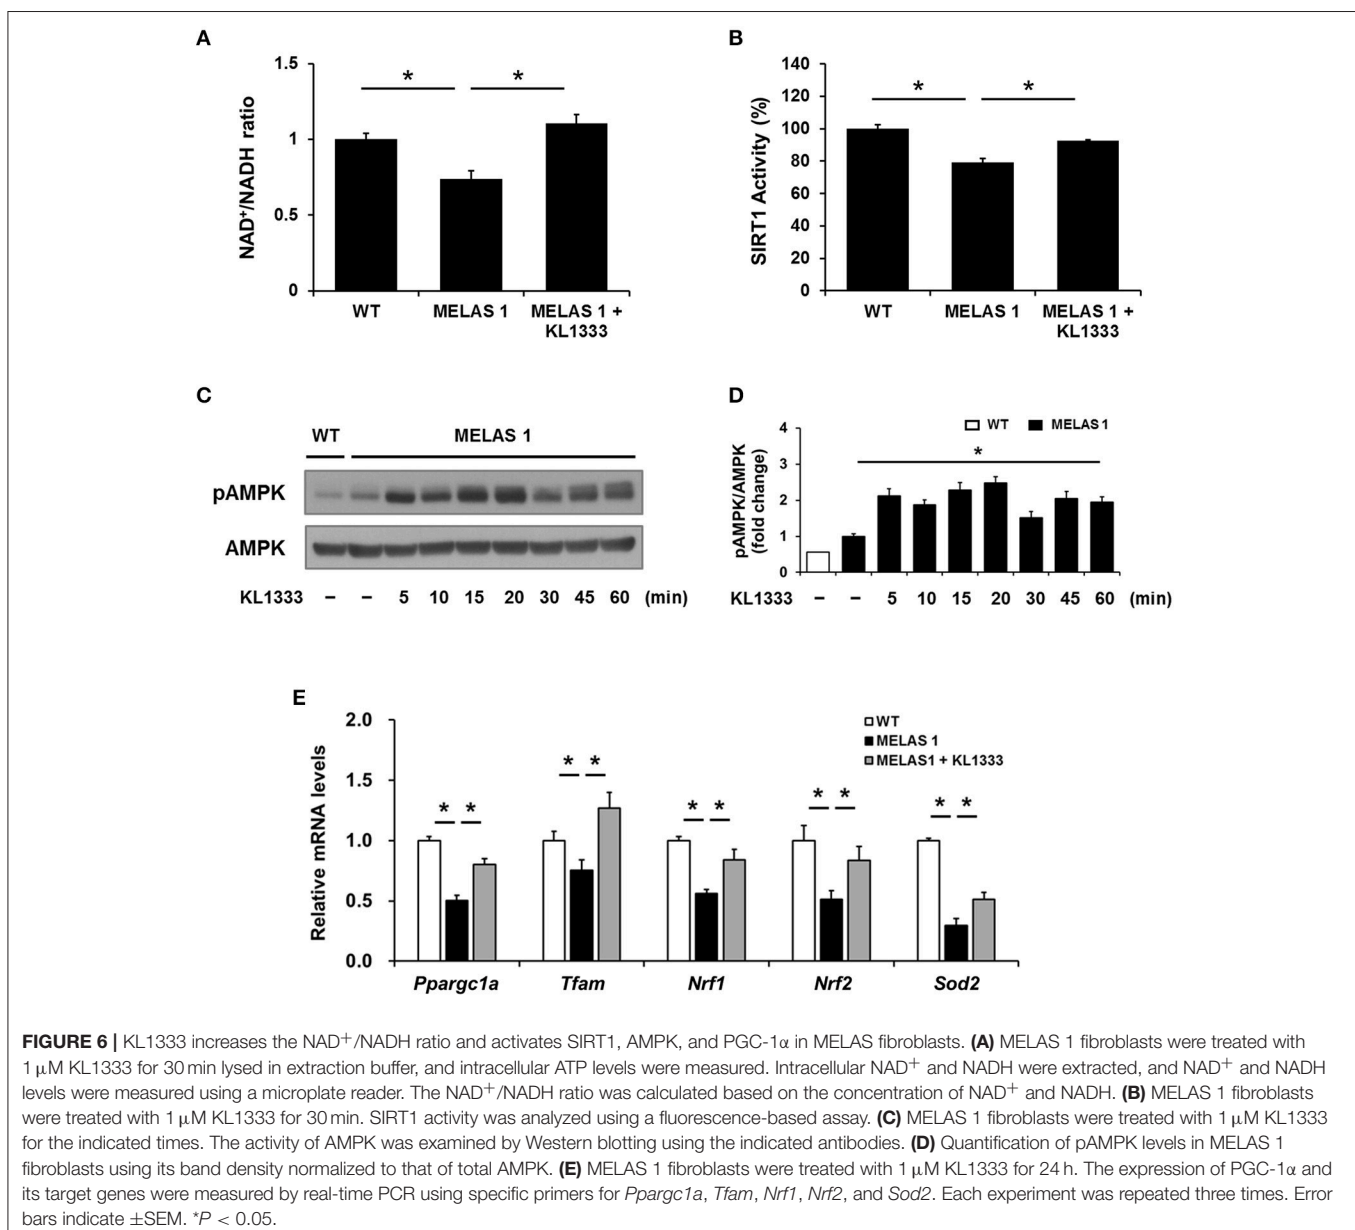 A
NAD+/NADH ratio
1.5
1
0.5
0
* *
WT MELAS 1 MELAS 1 +
KL1333
B
SIRT1 Activity (%)
140
120
100
80
60
40
20
0
* *
WT MELAS 1 MELAS 1 +
KL1333
C
WT MELAS 1
pAMPK
AMPK
KL1333 – – 5 10 15 20 30 45 60 (min)
D
pAMPK/AMPK
(fold change)
4
3
2
1
0
WT MELAS 1
*
KL1333 – – 5 10 15 20 30 45 60 (min)
E
Relative mRNA levels
2.0
1.5
1.0
0.5
0.0
WT
MELAS 1
MELAS1 + KL1333
* * * * * * * * * *
Ppargc1a Tfam Nrf1 Nrf2 Sod2
FIGURE 6 | KL1333 increases the NAD+/NADH ratio and activates SIRT1, AMPK, and PGC-1α in MELAS fibroblasts. (A) MELAS 1 fibroblasts were treated with
1 μM KL1333 for 30 min lysed in extraction buffer, and intracellular ATP levels were measured. Intracellular NAD+ and NADH were extracted, and NAD+ and NADH
levels were measured using a microplate reader. The NAD+/NADH ratio was calculated based on the concentration of NAD+ and NADH. (B) MELAS 1 fibroblasts
were treated with 1 μM KL1333 for 30 min. SIRT1 activity was analyzed using a fluorescence-based assay. (C) MELAS 1 fibroblasts were treated with 1 μM KL1333
for the indicated times. The activity of AMPK was examined by Western blotting using the indicated antibodies. (D) Quantification of pAMPK levels in MELAS 1
fibroblasts using its band density normalized to that of total AMPK. (E) MELAS 1 fibroblasts were treated with 1 μM KL1333 for 24 h. The expression of PGC-1α and
its target genes were measured by real-time PCR using specific primers for Ppargc1a, Tfam, Nrf1, Nrf2, and Sod2. Each experiment was repeated three times. Error
bars indicate ±SEM. *P < 0.05.